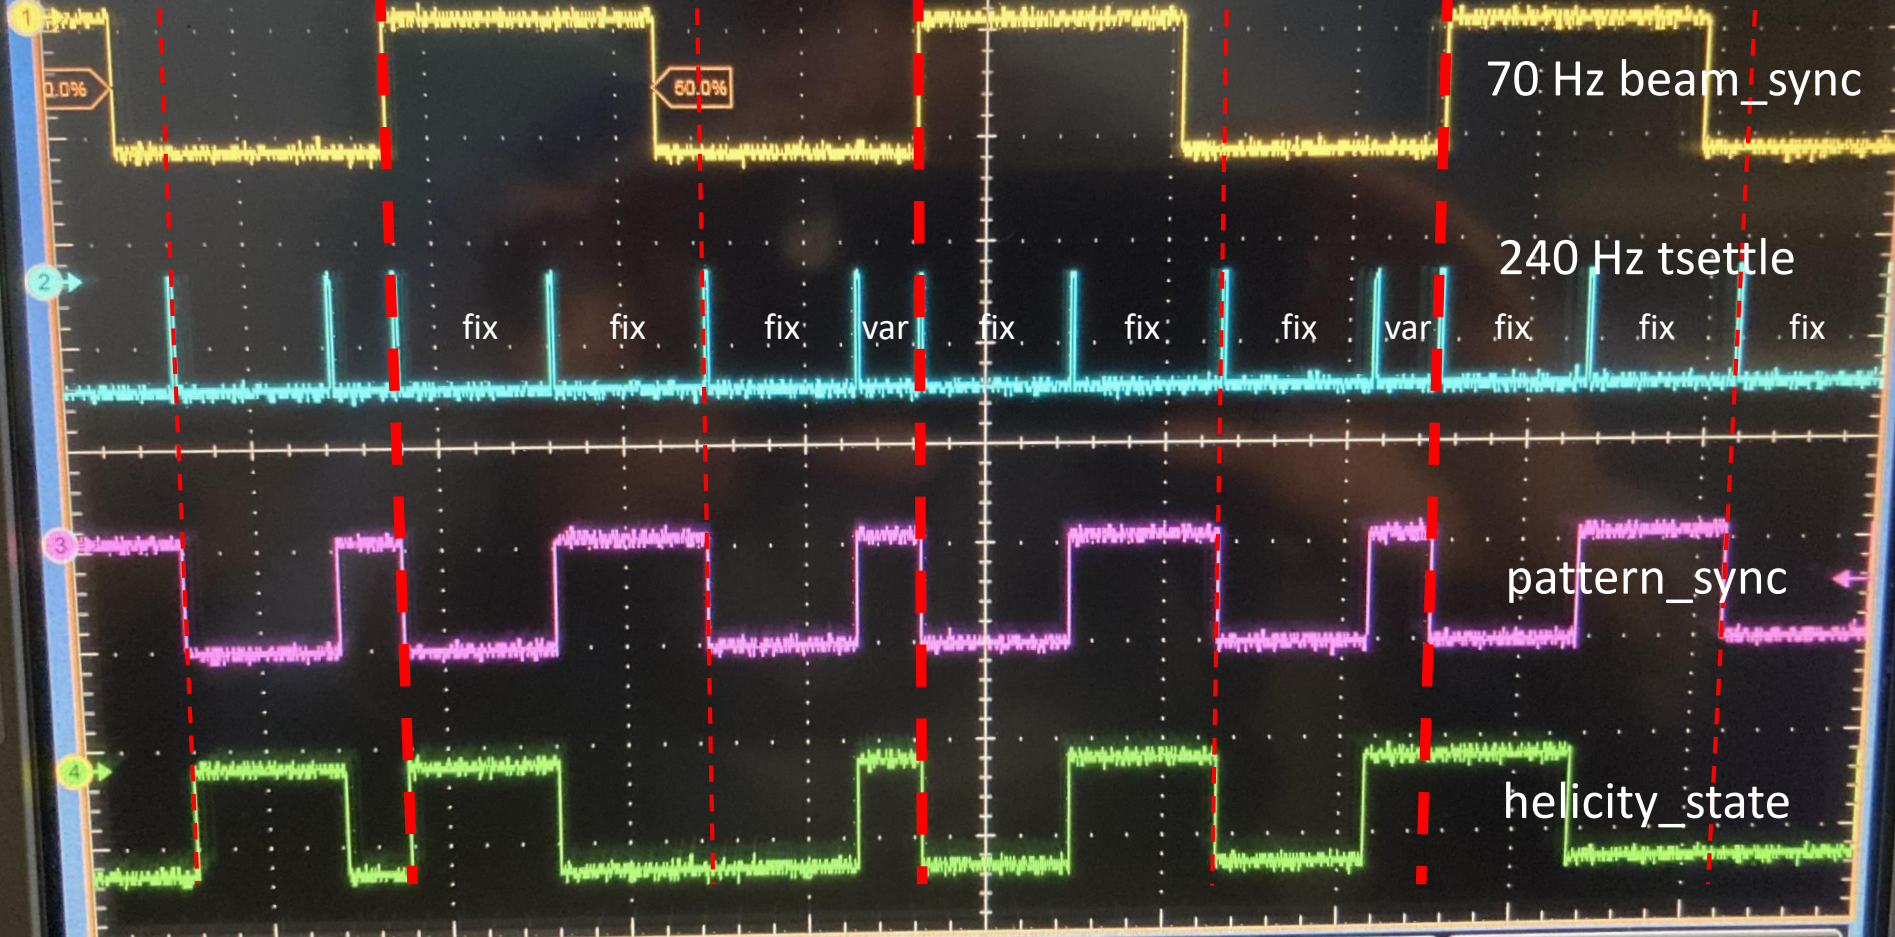 1
0.0%
50.0%
70 Hz beam_sync
2
240 Hz tsettle
fix fix fix var fix fix fix var fix fix fix
3
pattern_sync
4
helicity_state